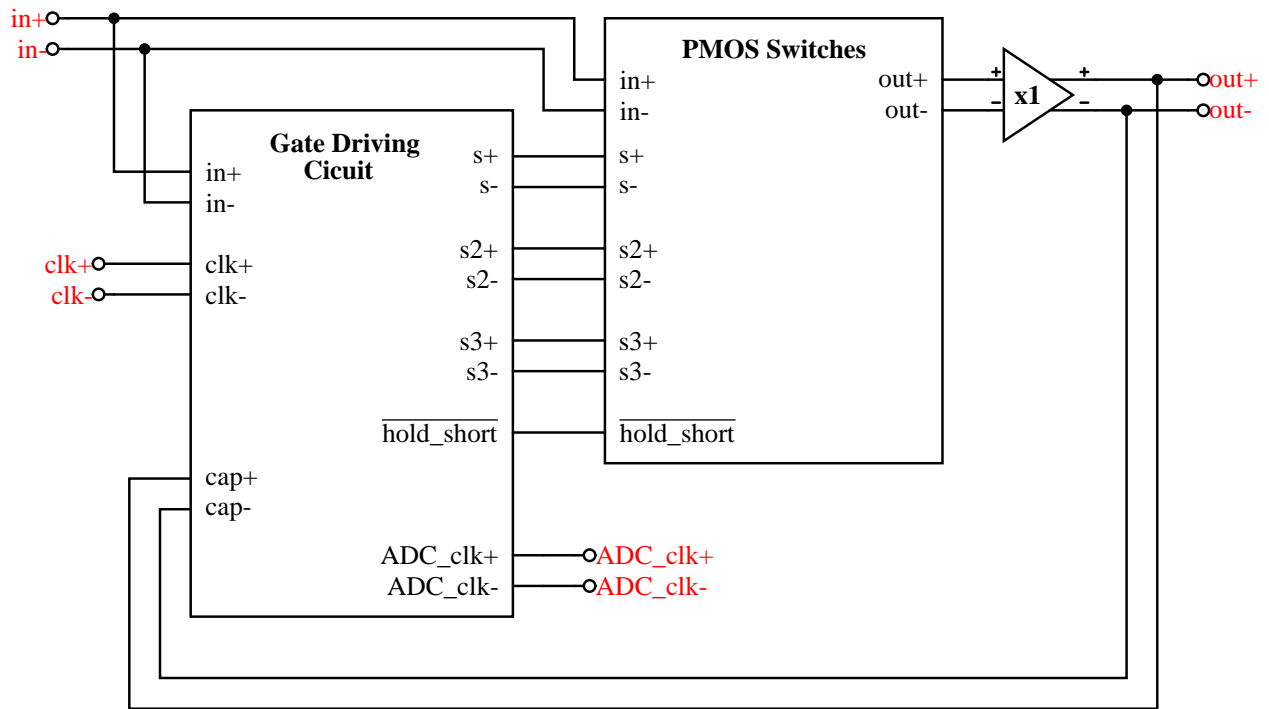 in+
in-
PMOS Switches
in+
in-
out+
out-
+
-
x1
+
-
out+
out-
Gate Driving
Cicuit
in+
in-
clk+
clk-
clk+
clk-
s+
s-
s2+
s2-
s3+
s3-
hold_short
s+
s-
s2+
s2-
s3+
s3-
hold_short
cap+
cap-
ADC_clk+
ADC_clk-
ADC_clk+
ADC_clk-